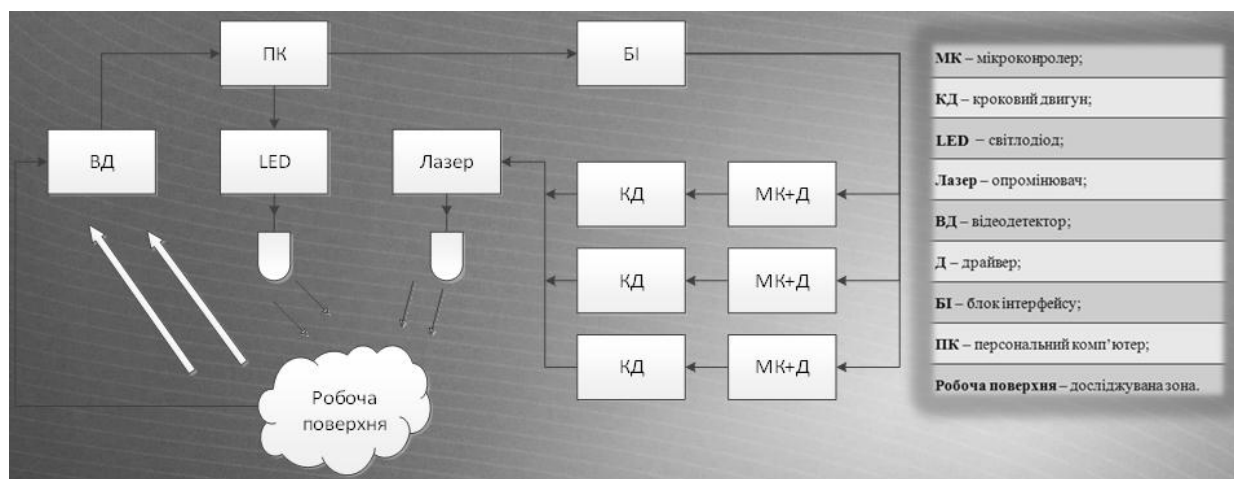 ПК
БІ
ВД
LED
Лазер
КД
МК+Д
КД
МК+Д
КД
МК+Д
Робоча
поверхня
МК – мікроконролер;
КД – кроковий двигун;
LED – світлодіод;
Лазер – опромінювач;
ВД – відеодетектор;
Д – драйвер;
БІ – блок інтерфейсу;
ПК – персональний комп’ютер;
Робоча поверхня – досліджувана зона.